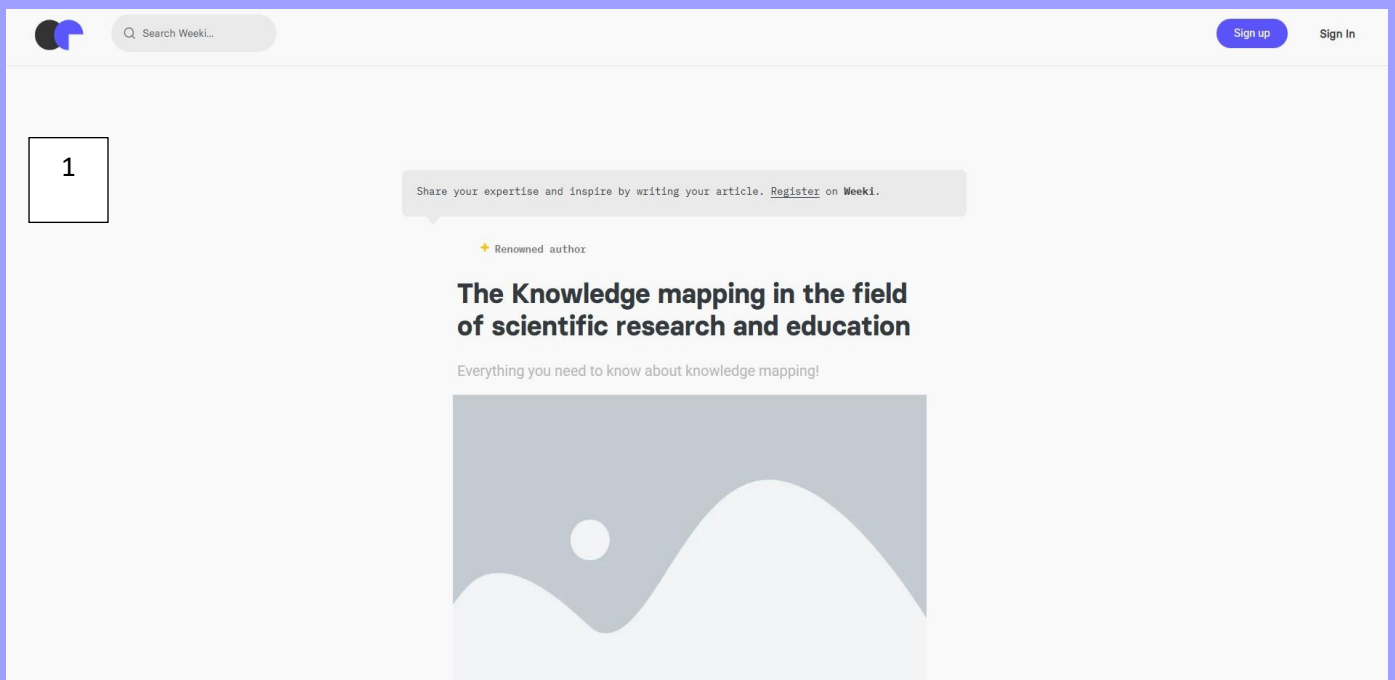 Search Weeki...
Sign up
Sign In
1
Share your expertise and inspire by writing your article. Register on Weeki.
Renowned author
The Knowledge mapping in the field
of scientific research and education
Everything you need to know about knowledge mapping!